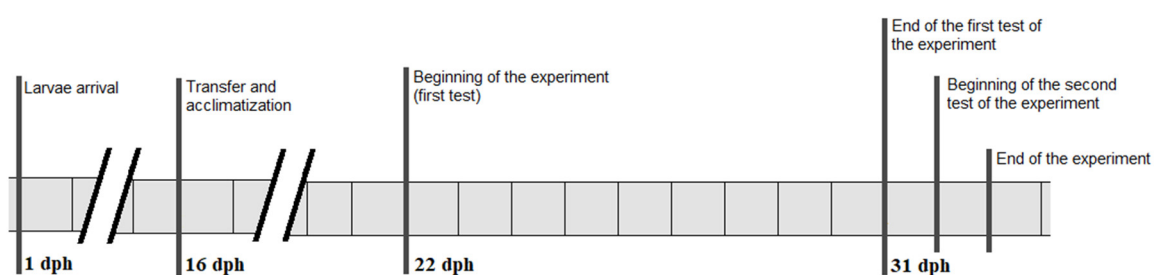 Larvae arrival
Transfer and
acclimatization
Beginning of the experiment
(first test)
End of the first test of
the experiment
Beginning of the second
test of the experiment
End of the experiment
1 dph
16 dph
22 dph
31 dph